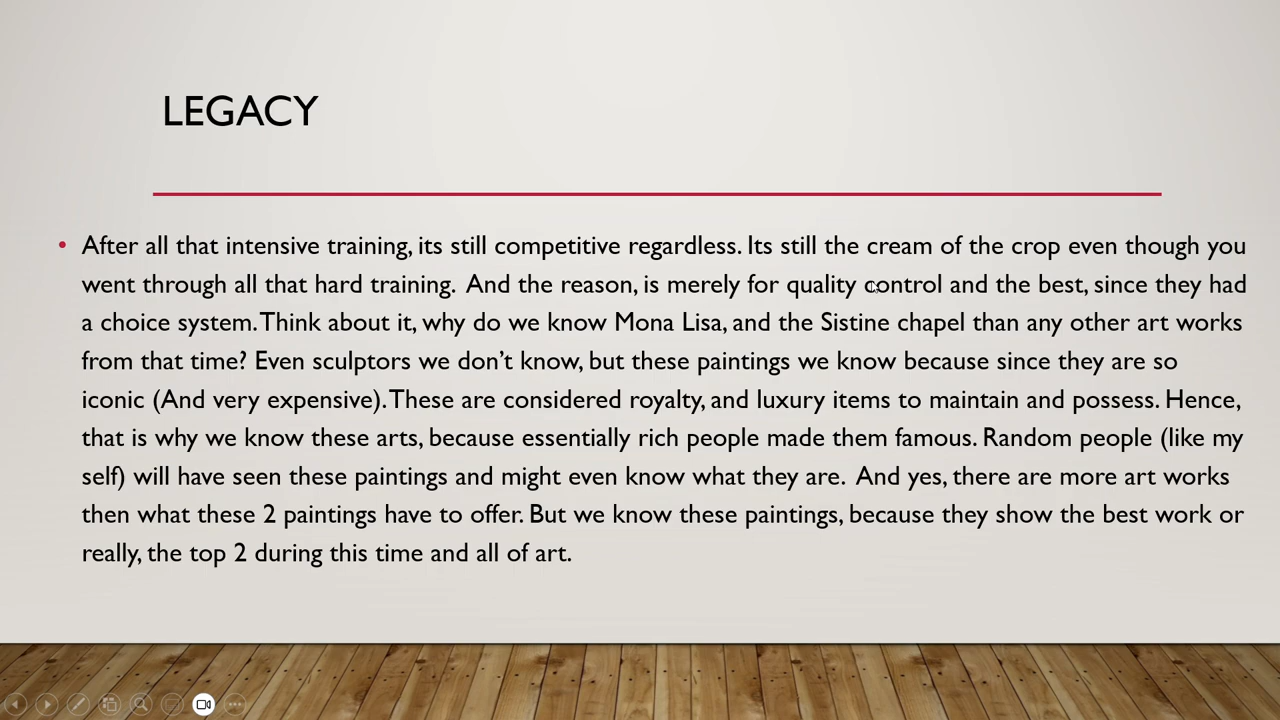 LEGACY
• After all that intensive training, its still competitive regardless. Its still the cream of the crop even though you
went through all that hard training.  And the reason, is merely for quality control and the best, since they had
a choice system. Think about it, why do we know Mona Lisa, and the Sistine chapel than any other art works
from that time? Even sculptors we don’t know, but these paintings we know because since they are so
iconic (And very expensive). These are considered royalty, and luxury items to maintain and possess. Hence,
that is why we know these arts, because essentially rich people made them famous. Random people (like my
self) will have seen these paintings and might even know what they are.  And yes, there are more art works
then what these 2 paintings have to offer. But we know these paintings, because they show the best work or
really, the top 2 during this time and all of art.